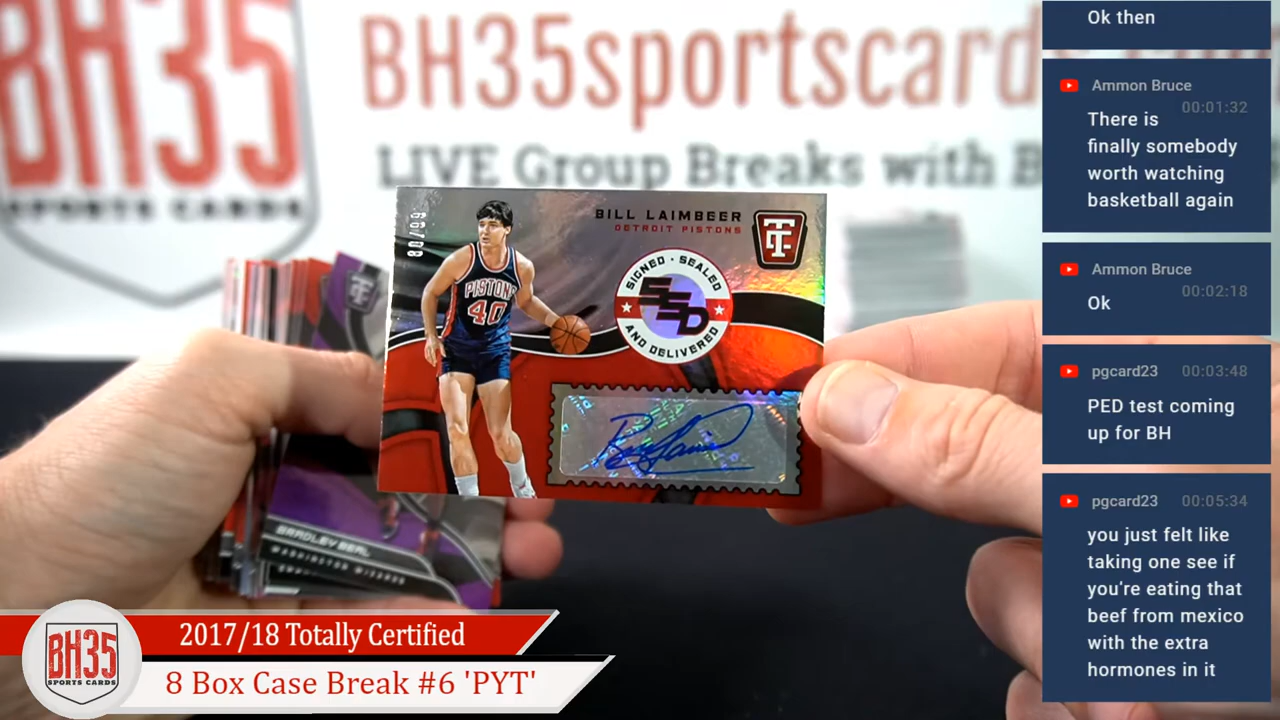 BH35
SPORTS CARDS
BH35sportscard
LIVE Group Breaks with B
BILL LAIMBEER
DETROIT PISTONS
SIGNED · SEALED
AND DELIVERED
PISTONS
40
BRADLEY BEAL
WASHINGTON WIZARDS
BH35
SPORTS CARDS
2017/18 Totally Certified
8 Box Case Break #6 'PYT'
Ok then
Ammon Bruce
00:01:32
There is
finally somebody
worth watching
basketball again
Ammon Bruce
00:02:18
Ok
pgcard23 00:03:48
PED test coming
up for BH
pgcard23 00:05:34
you just felt like
taking one see if
you're eating that
beef from mexico
with the extra
hormones in it